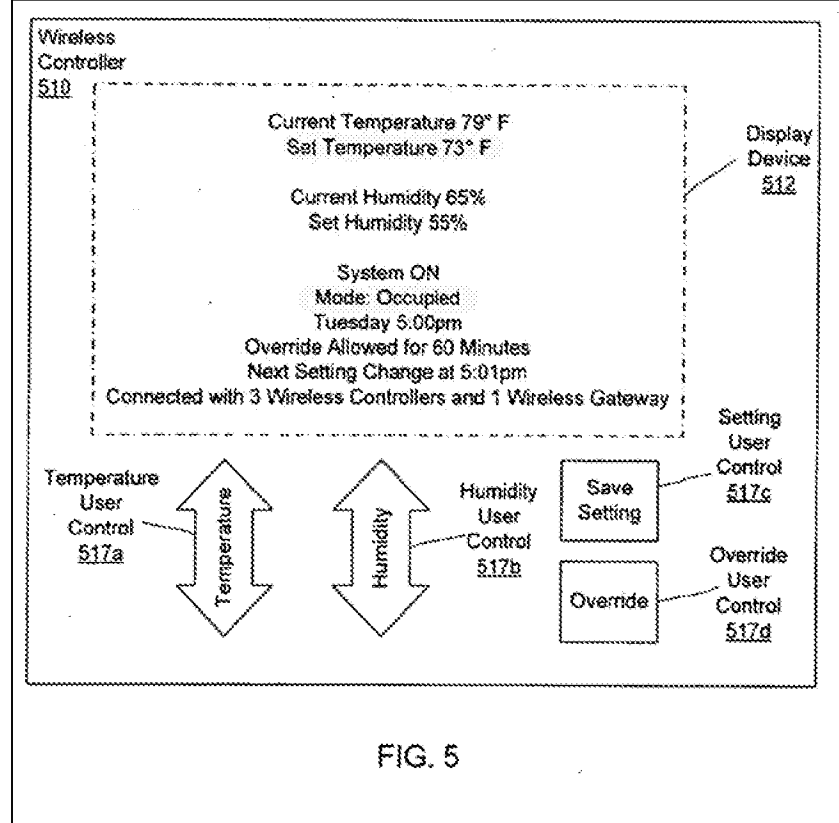 Wireless
Controller
510
Current Temperature 79° F
Set Temperature 73° F
Current Humidity 65%
Set Humidity 55%
System ON
Mode: Occupied
Tuesday 5:00pm
Override Allowed for 60 Minutes
Next Setting Change at 5:01pm
Connected with 3 Wireless Controllers and 1 Wireless Gateway
Display
Device
512
Temperature
User
Control
517a
Temperature
Humidity
Humidity
User
Control
517b
Save
Setting
Setting
User
Control
517c
Override
Override
User
Control
517d
FIG. 5